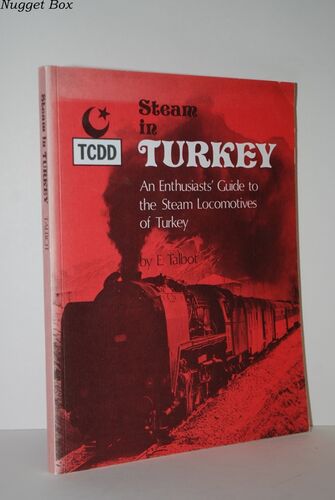 Nugget Box
Steam in TURKEY TALBOT
TCDD
Steam
in
TURKEY
An Enthusiasts' Guide to
the Steam Locomotives
of Turkey
by E. Talbot